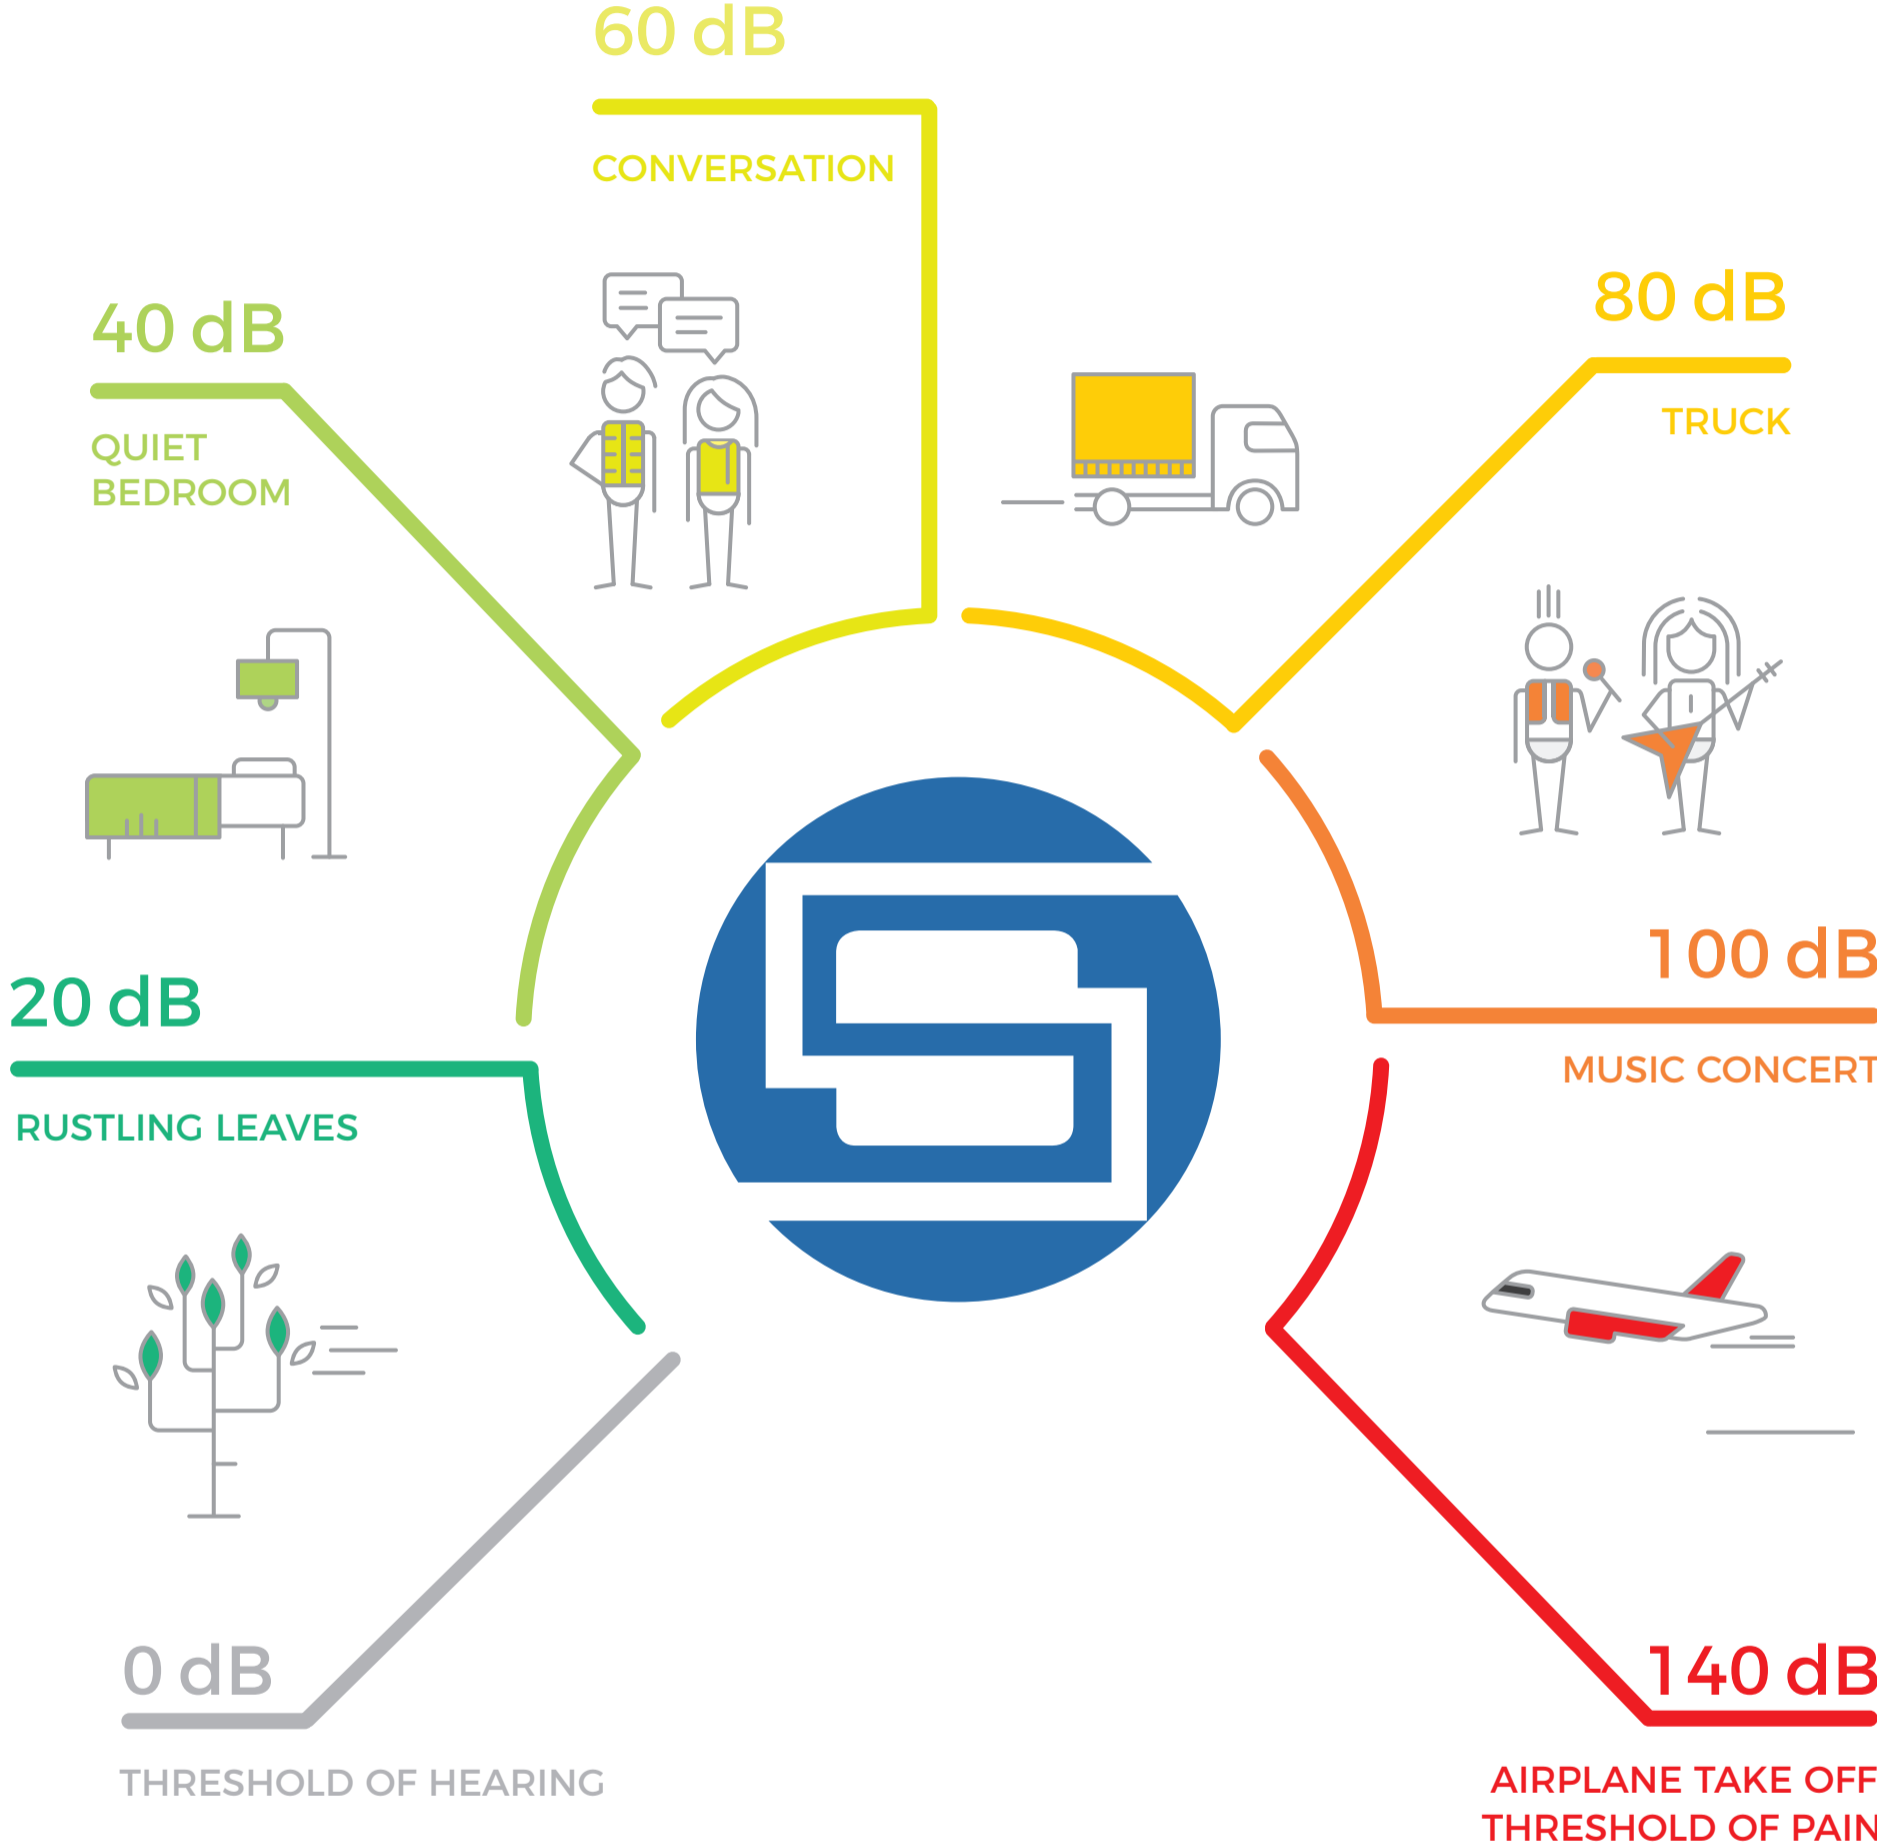 60 dB
CONVERSATION
40 dB
QUIET
BEDROOM
80 dB
TRUCK
20 dB
RUSTLING LEAVES
100 dB
MUSIC CONCERT
0 dB
THRESHOLD OF HEARING
140 dB
AIRPLANE TAKE OFF
THRESHOLD OF PAIN